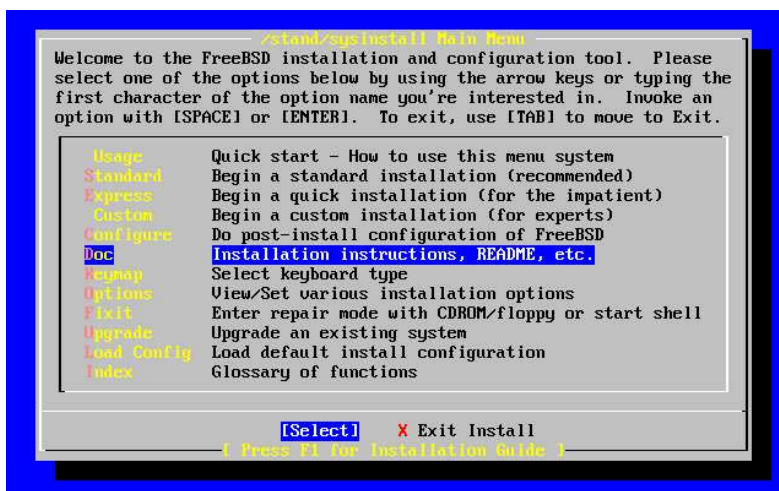 /stand/sysinstall Main Menu
Welcome to the FreeBSD installation and configuration tool.  Please
select one of the options below by using the arrow keys or typing the
first character of the option name you're interested in.  Invoke an
option with [SPACE] or [ENTER].  To exit, use [TAB] to move to Exit.
Usage Quick start - How to use this menu system
Standard Begin a standard installation (recommended)
Express Begin a quick installation (for the impatient)
Custom Begin a custom installation (for experts)
Configure Do post-install configuration of FreeBSD
Doc Installation instructions, README, etc.
Keymap Select keyboard type
Options View/Set various installation options
Fixit Enter repair mode with CDROM/floppy or start shell
Upgrade Upgrade an existing system
Load Config Load default install configuration
Index Glossary of functions
[Select] X Exit Install
[ Press F1 for Installation Guide ]